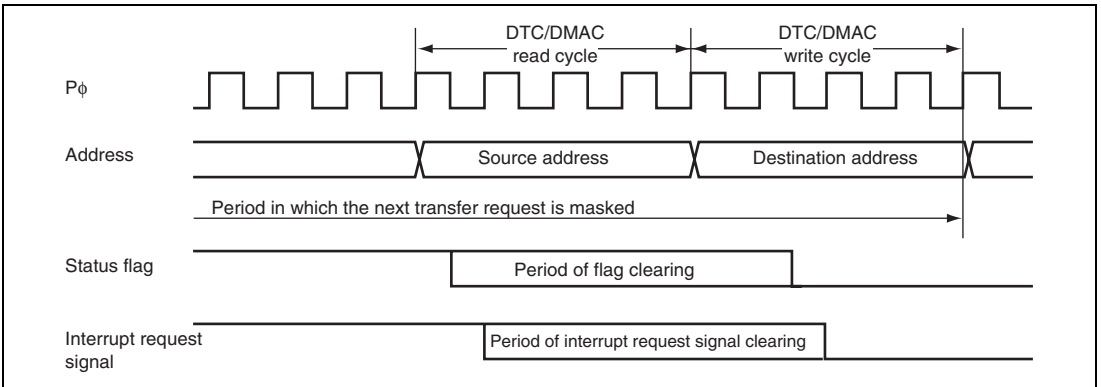 DTC/DMAC
read cycle
DTC/DMAC
write cycle
Pφ
Address
Source address
Destination address
Period in which the next transfer request is masked
Status flag
Period of flag clearing
Interrupt request
signal
Period of interrupt request signal clearing